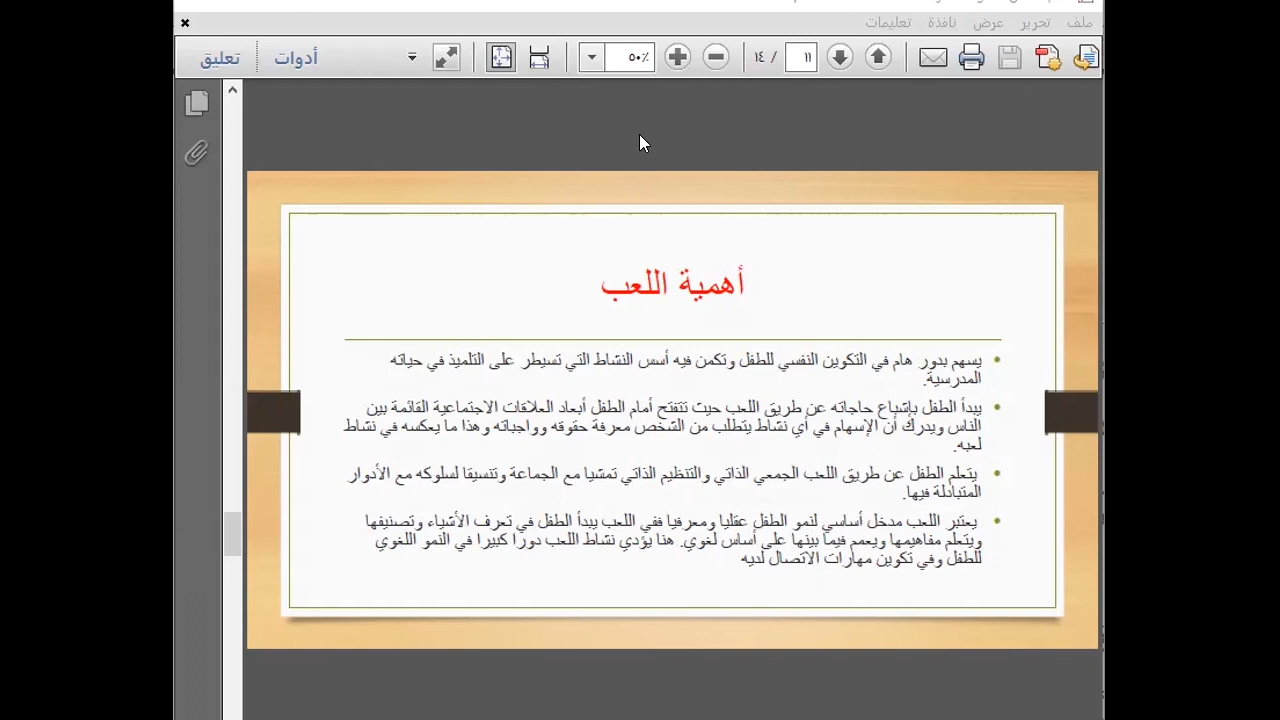 ملف تحرير عرض نافذة تعليمات
١١ / ١٤ ٥٠٪ أدوات تعليق
أهمية اللعب
• يسهم بدور هام في التكوين النفسي للطفل وتكمن فيه أسس النشاط التي تسيطر على التلميذ في حياته
المدرسية.
• يبدأ الطفل بإشباع حاجاته عن طريق اللعب حيث تتفتح أمام الطفل أبعاد العلاقات الاجتماعية القائمة بين
الناس ويدرك أن الإسهام في أي نشاط يتطلب من الشخص معرفة حقوقه وواجباته وهذا ما يعكسه في نشاط
لعبه.
• يتعلم الطفل عن طريق اللعب الجمعي الذاتي والتنظيم الذاتي تمشيا مع الجماعة وتنسيقا لسلوكه مع الأدوار
المتبادلة فيها.
• يعتبر اللعب مدخل أساسي لنمو الطفل عقليا ومعرفيا ففي اللعب يبدأ الطفل في تعرف الأشياء وتصنيفها
ويتعلم مفاهيمها ويعمم فيما بينها على أساس لغوي. هنا يؤدي نشاط اللعب دورا كبيرا في النمو اللغوي
للطفل وفي تكوين مهارات الاتصال لديه